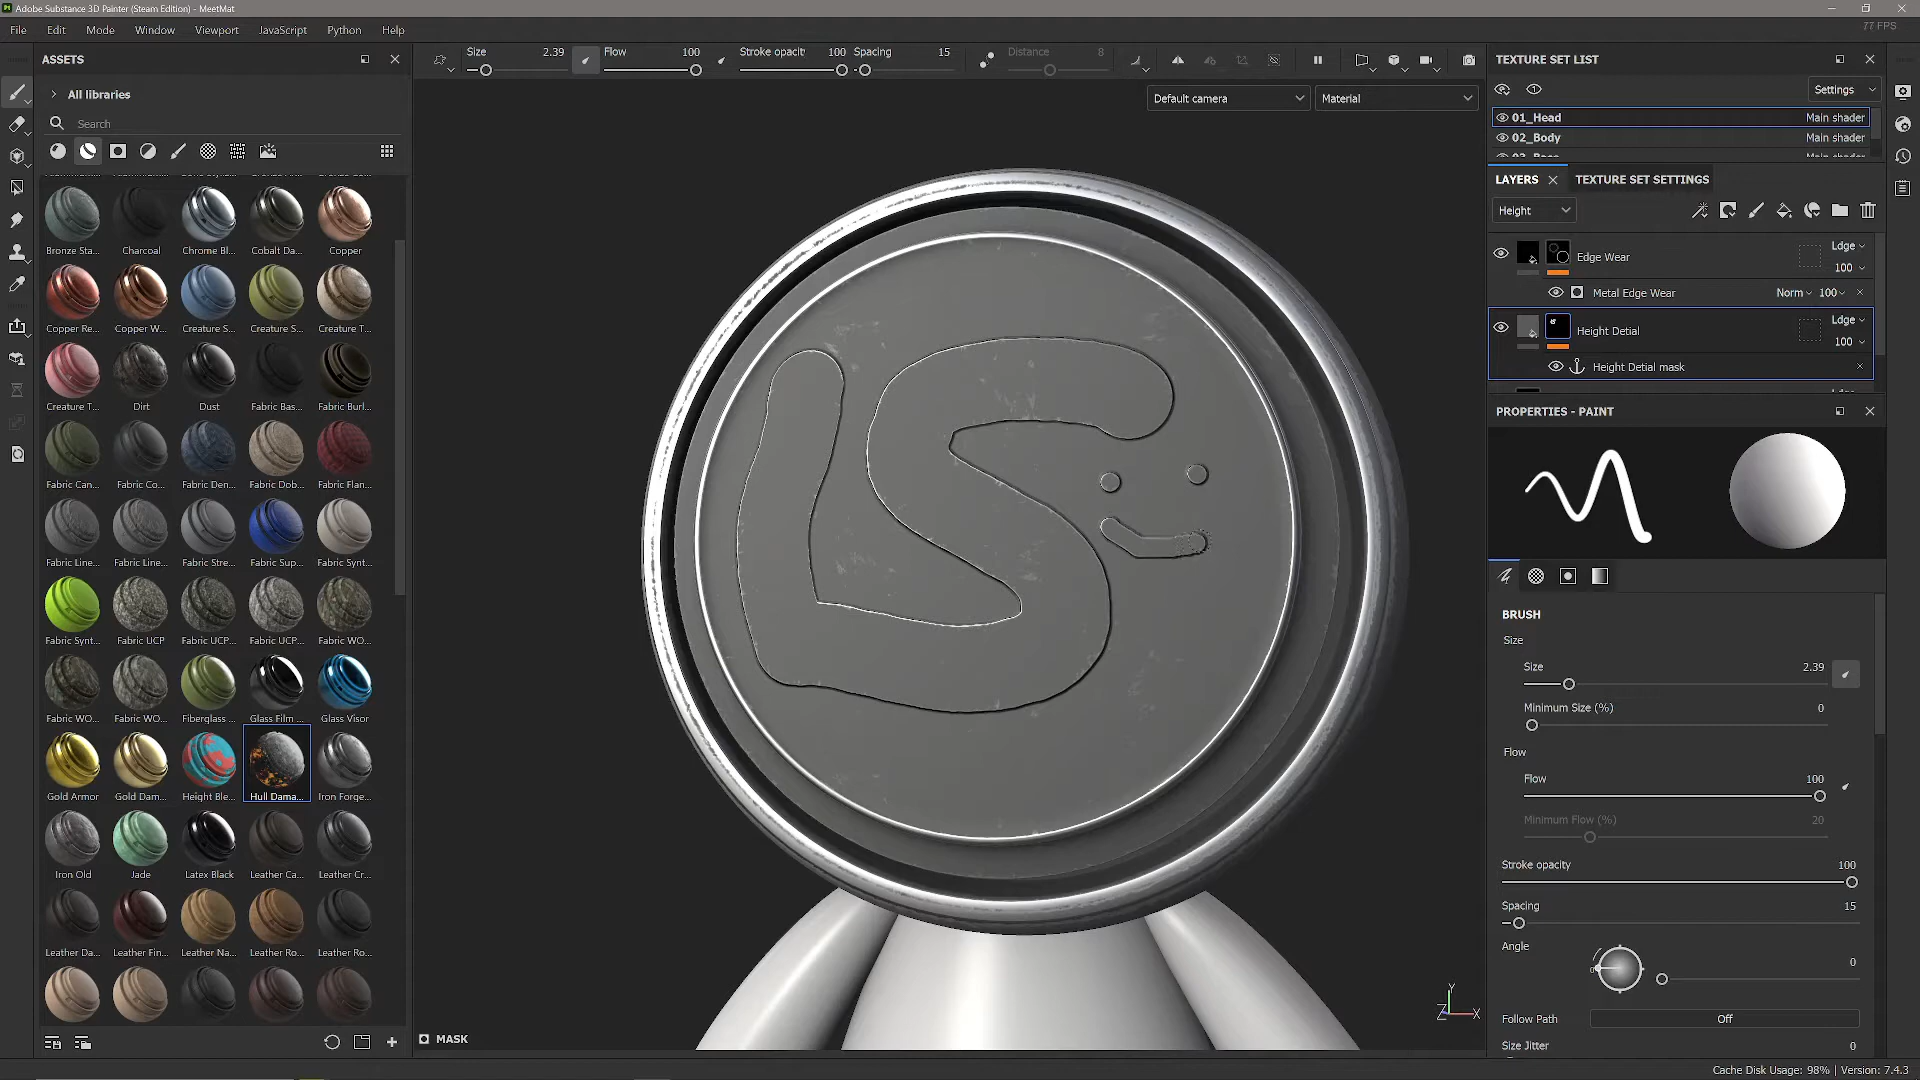 Adobe Substance 3D Painter (Steam Edition) - MeetMat
File Edit Mode Window Viewport JavaScript Python Help
77 FPS
ASSETS
Size 2.39 Flow 100 Stroke opacity 100 Spacing 15 Distance 8
All libraries
Search
Default camera
Material
Bronze Sta... Charcoal Chrome Bl... Cobalt Da... Copper
Copper Re... Copper W... Creature S... Creature S... Creature T...
Creature T... Dirt Dust Fabric Bas... Fabric Burl...
Fabric Can... Fabric Co... Fabric Den... Fabric Dob... Fabric Flan...
Fabric Line... Fabric Line... Fabric Stre... Fabric Sup... Fabric Synt...
Fabric Synt... Fabric UCP Fabric UCP... Fabric UCP... Fabric WO...
Fabric WO... Fabric WO... Fiberglass ... Glass Film ... Glass Visor
Gold Armor Gold Dam... Height Ble... Hull Dama... Iron Forge...
Iron Old Jade Latex Black Leather Ca... Leather Cr...
Leather Da... Leather Fin... Leather Na... Leather Ro... Leather Ro...
LS
MASK
Y
Z X
TEXTURE SET LIST
Settings
01_Head Main shader
02_Body Main shader
LAYERS TEXTURE SET SETTINGS
Height
Edge Wear Ldge
100
Metal Edge Wear Norm 100
Height Detial Ldge
100
Height Detial mask
PROPERTIES - PAINT
BRUSH
Size
Size 2.39
Minimum Size (%) 0
Flow
Flow 100
Minimum Flow (%) 20
Stroke opacity 100
Spacing 15
Angle
0 0
Follow Path Off
Size Jitter 0
Cache Disk Usage: 98% | Version: 7.4.3